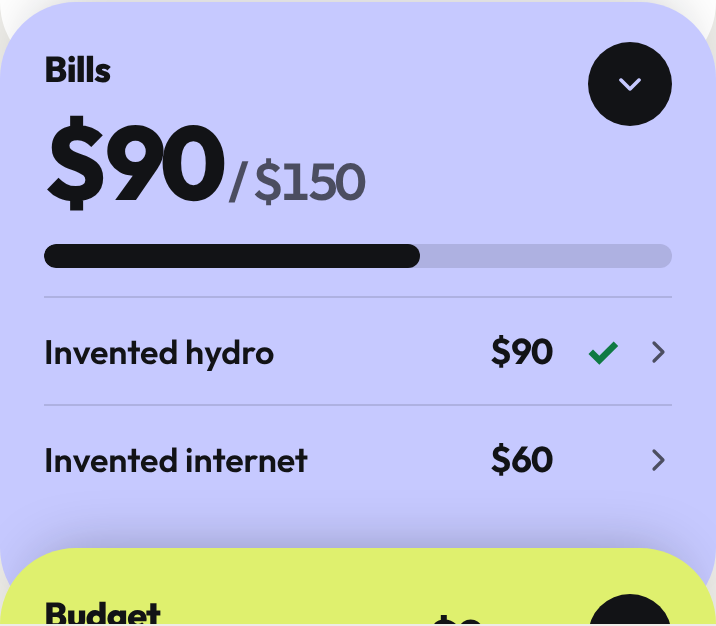 Bills
$90 / $150
Invented hydro $90
Invented internet $60
Budget